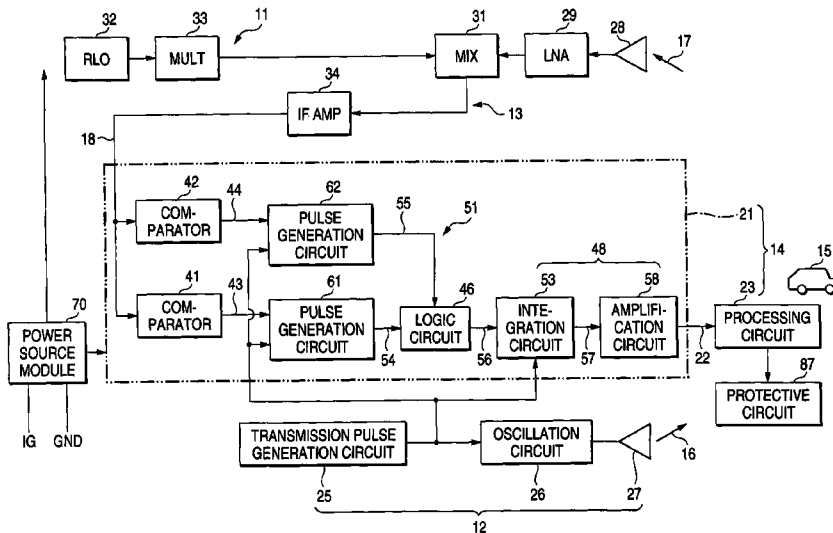 32
33
11
31
29
28
17
RLO
MULT
MIX
LNA
34
IF AMP
13
18
42
44
62
55
51
21
14
15
COM-
PARATOR
PULSE
GENERATION
CIRCUIT
41
43
61
46
53
48
58
23
COM-
PARATOR
PULSE
GENERATION
CIRCUIT
LOGIC
CIRCUIT
INTE-
GRATION
CIRCUIT
AMPLIFI-
CATION
CIRCUIT
PROCESSING
CIRCUIT
70
POWER
SOURCE
MODULE
54
56
57
22
87
PROTECTIVE
CIRCUIT
IG
GND
TRANSMISSION PULSE
GENERATION CIRCUIT
OSCILLATION
CIRCUIT
16
25
26
27
12